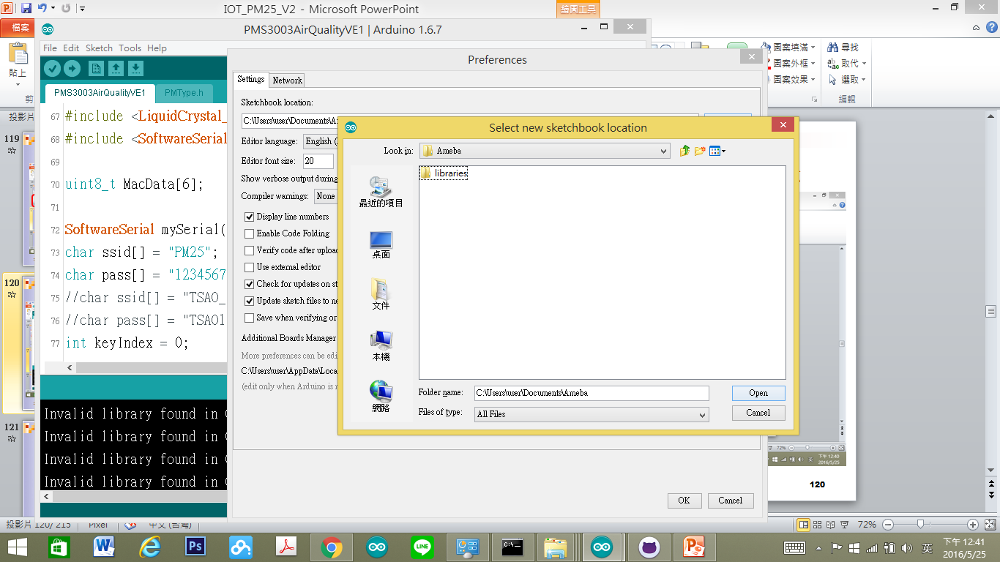 IOT_PM25_V2 - Microsoft PowerPoint
繪圖工具
檔案
PMS3003AirQualityVE1 | Arduino 1.6.7
File Edit Sketch Tools Help
貼上
剪
圖案填滿
圖案外框
圖案效果
尋找
取代
選取
編輯
PMS3003AirQualityVE1
PMType.h
投影片
119
120
121
67 #include <LiquidCrystal_
68 #include <SoftwareSerial
69
70 uint8_t MacData[6];
71
72 SoftwareSerial mySerial(
73 char ssid[] = "PM25";
74 char pass[] = "1234567
75 //char ssid[] = "TSAO_
76 //char pass[] = "TSAO1
77 int keyIndex = 0;
Invalid library found in
Invalid library found in
Invalid library found in
Invalid library found in
Preferences
Settings
Network
Sketchbook location:
C:\Users\user\Documents\A
Editor language: English (
Editor font size: 20
Show verbose output during
Compiler warnings: None
Display line numbers
Enable Code Folding
Verify code after uploa
Use external editor
Check for updates on st
Update sketch files to ne
Save when verifying or
Additional Boards Manager
More preferences can be edi
C:\Users\user\AppData\Loca
(edit only when Arduino is
OK
Cancel
Select new sketchbook location
Look in: Ameba
libraries
最近的項目
桌面
文件
本機
網路
Folder name: C:\Users\user\Documents\Ameba
Open
Files of type: All Files
Cancel
72%
下午 12:40
2016/5/25
120
投影片 120/ 215
Pixel
中文 (台灣)
72%
英
下午 12:41
2016/5/25